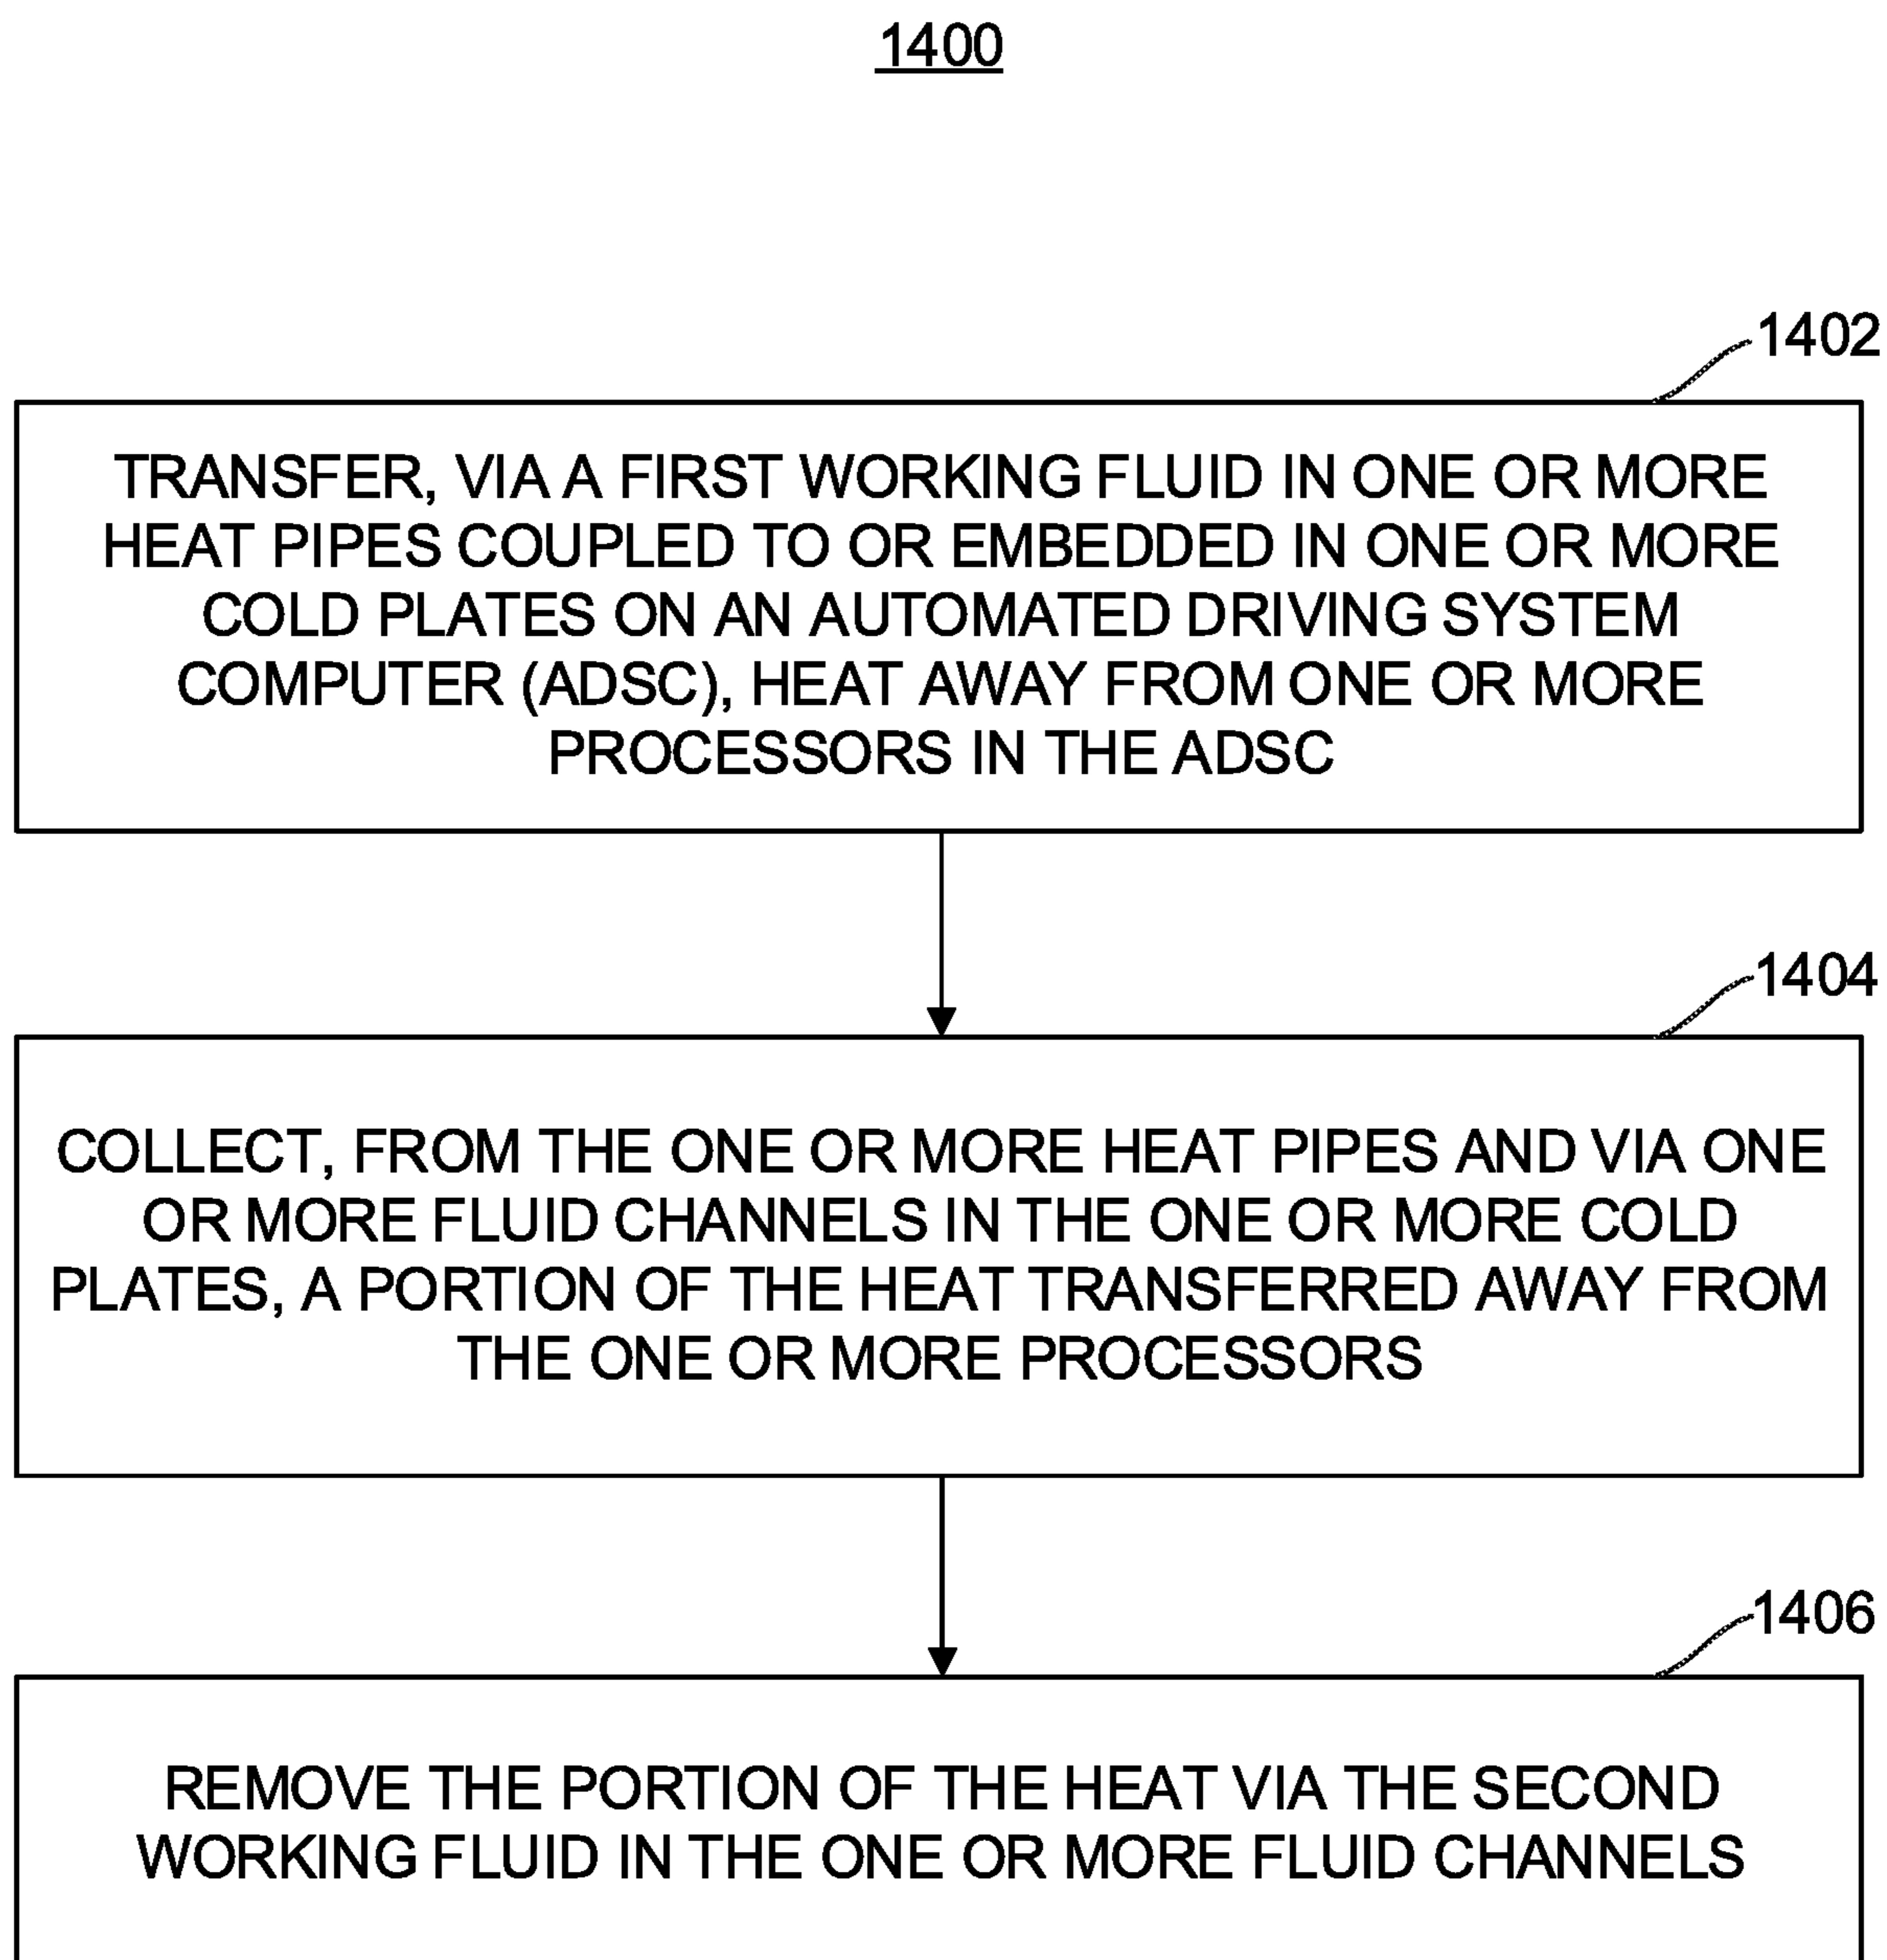 1400
1402
TRANSFER, VIA A FIRST WORKING FLUID IN ONE OR MORE
HEAT PIPES COUPLED TO OR EMBEDDED IN ONE OR MORE
COLD PLATES ON AN AUTOMATED DRIVING SYSTEM
COMPUTER (ADSC), HEAT AWAY FROM ONE OR MORE
PROCESSORS IN THE ADSC
1404
COLLECT, FROM THE ONE OR MORE HEAT PIPES AND VIA ONE
OR MORE FLUID CHANNELS IN THE ONE OR MORE COLD
PLATES, A PORTION OF THE HEAT TRANSFERRED AWAY FROM
THE ONE OR MORE PROCESSORS
1406
REMOVE THE PORTION OF THE HEAT VIA THE SECOND
WORKING FLUID IN THE ONE OR MORE FLUID CHANNELS